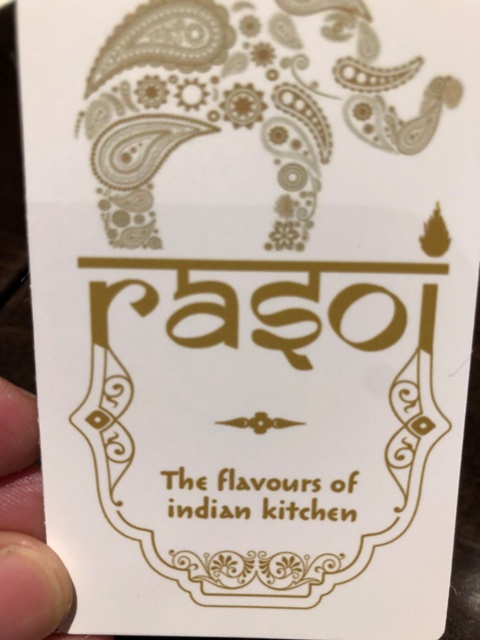 rasoi
The flavours of
indian kitchen